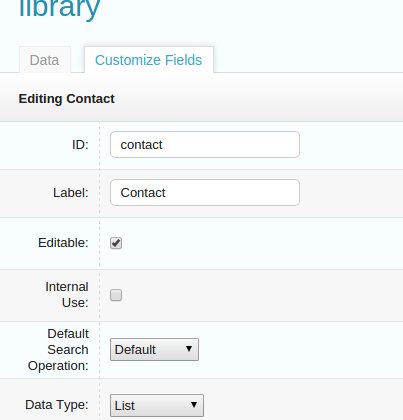 library
Data Customize Fields
Editing Contact
ID: contact
Label: Contact
Editable:
Internal
Use:
Default
Search
Operation: Default
Data Type: List